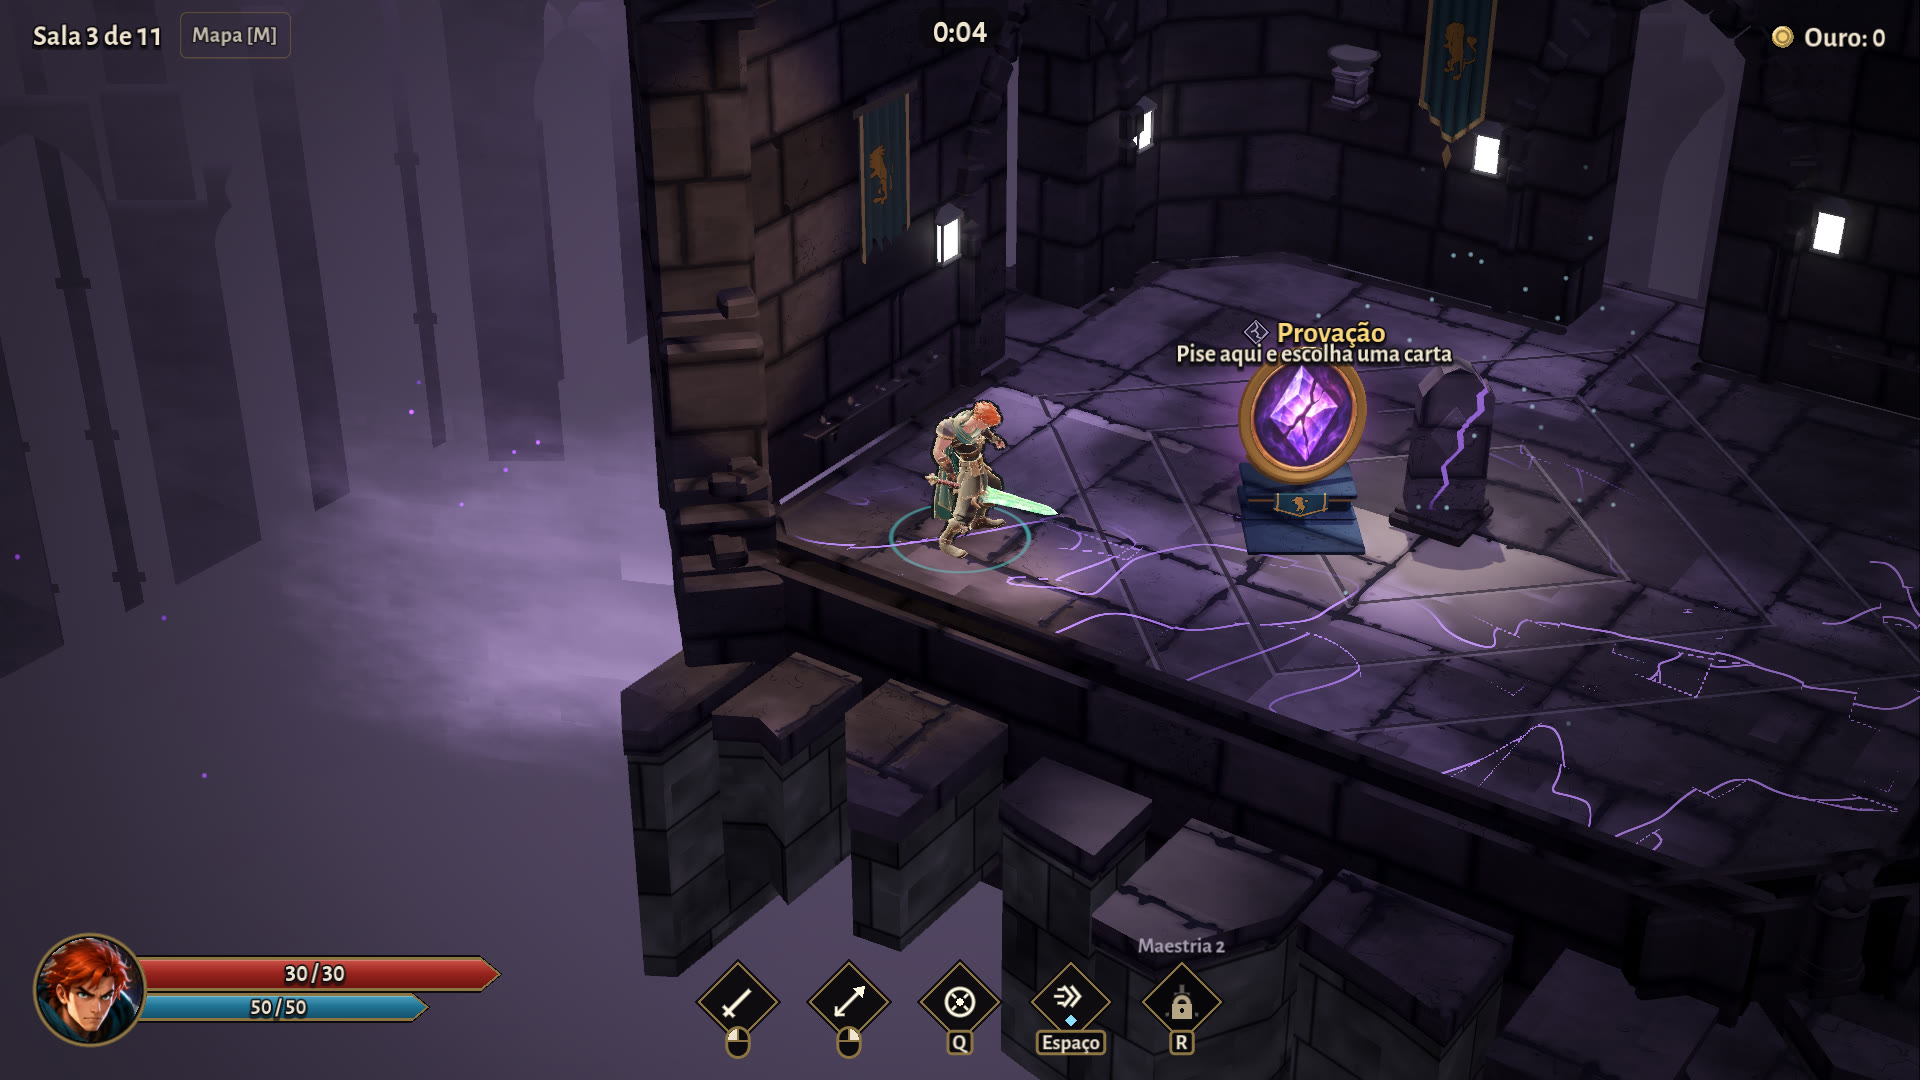 Sala 3 de 11
Mapa [M]
0:04
Ouro: 0
Provação
Pise aqui e escolha uma carta
Maestria 2
30/30
50/50
Q
Espaço
R